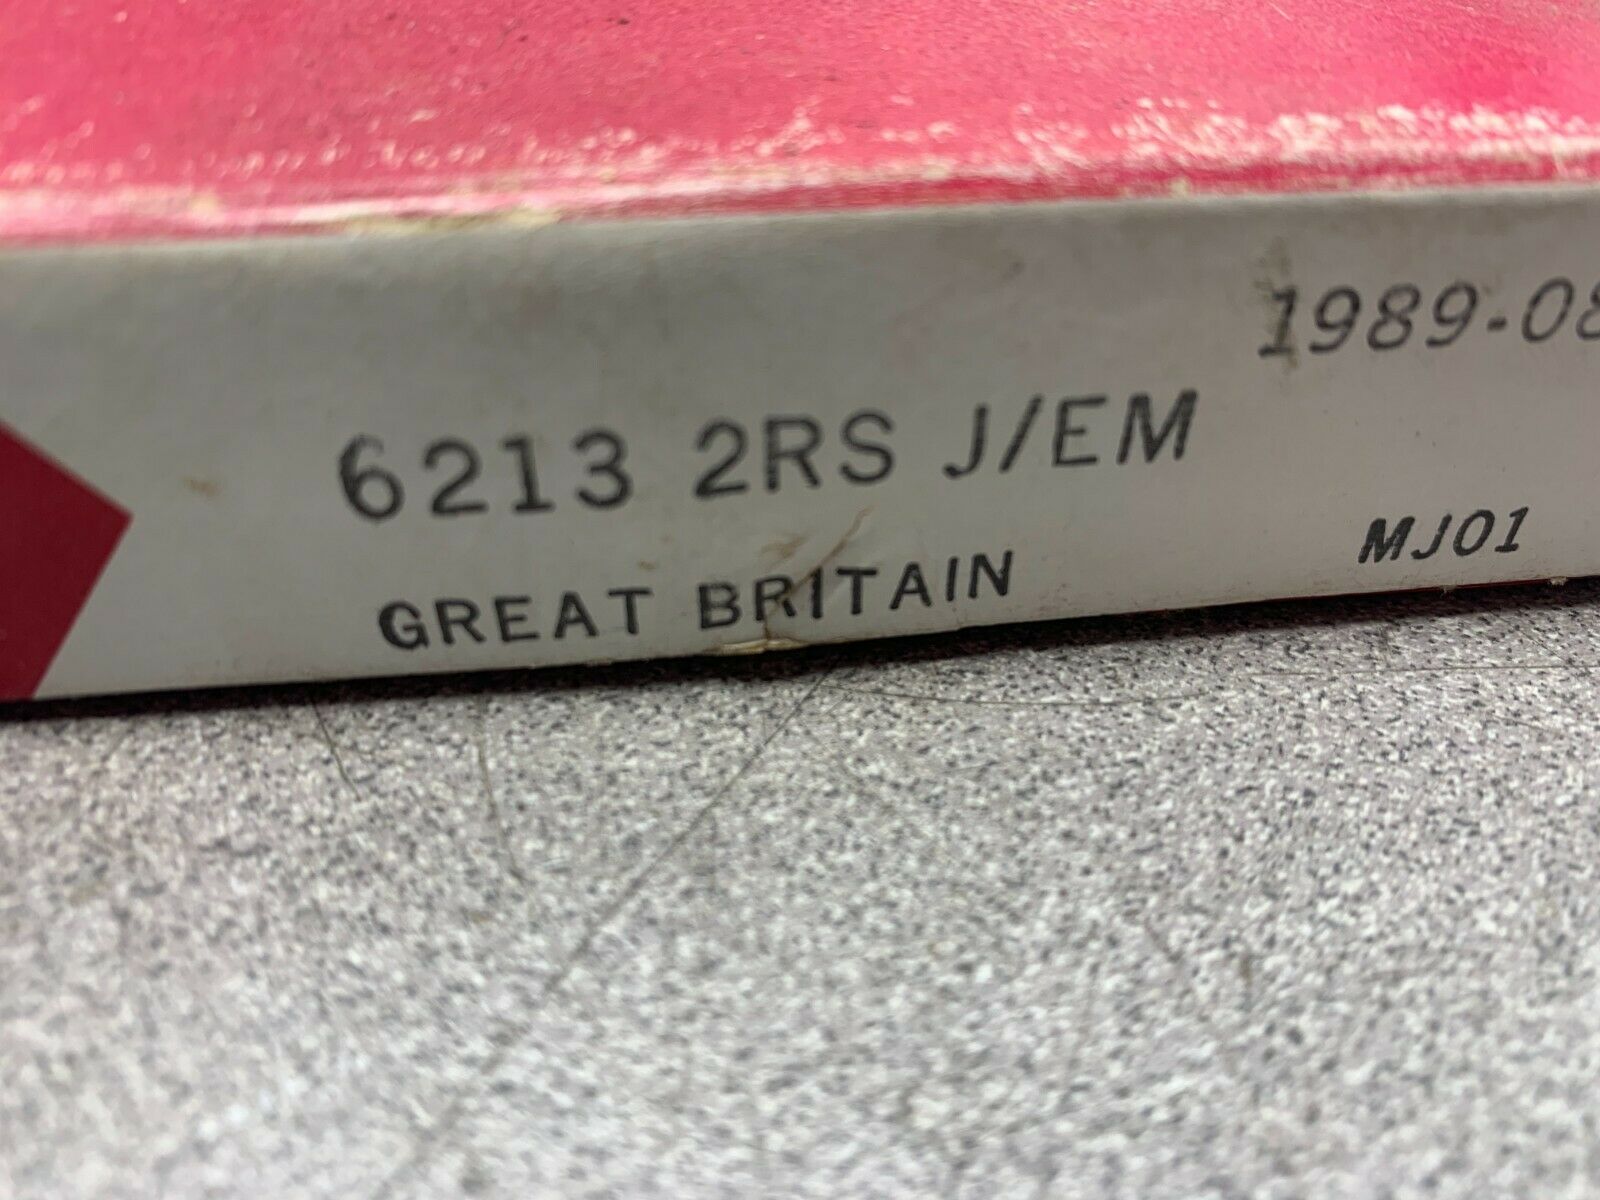 1989-08
6213 2RS J/EM
MJ01
GREAT BRITAIN